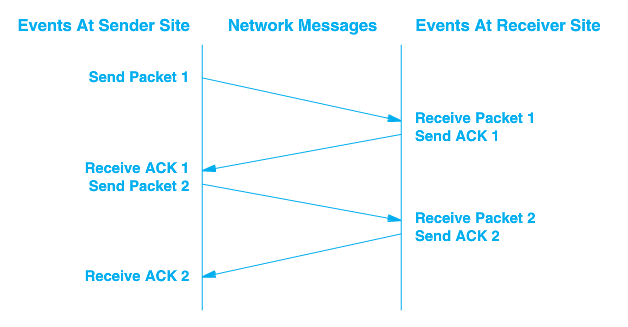 Events At Sender Site
Network Messages
Events At Receiver Site
Send Packet 1
Receive Packet 1
Send ACK 1
Receive ACK 1
Send Packet 2
Receive Packet 2
Send ACK 2
Receive ACK 2